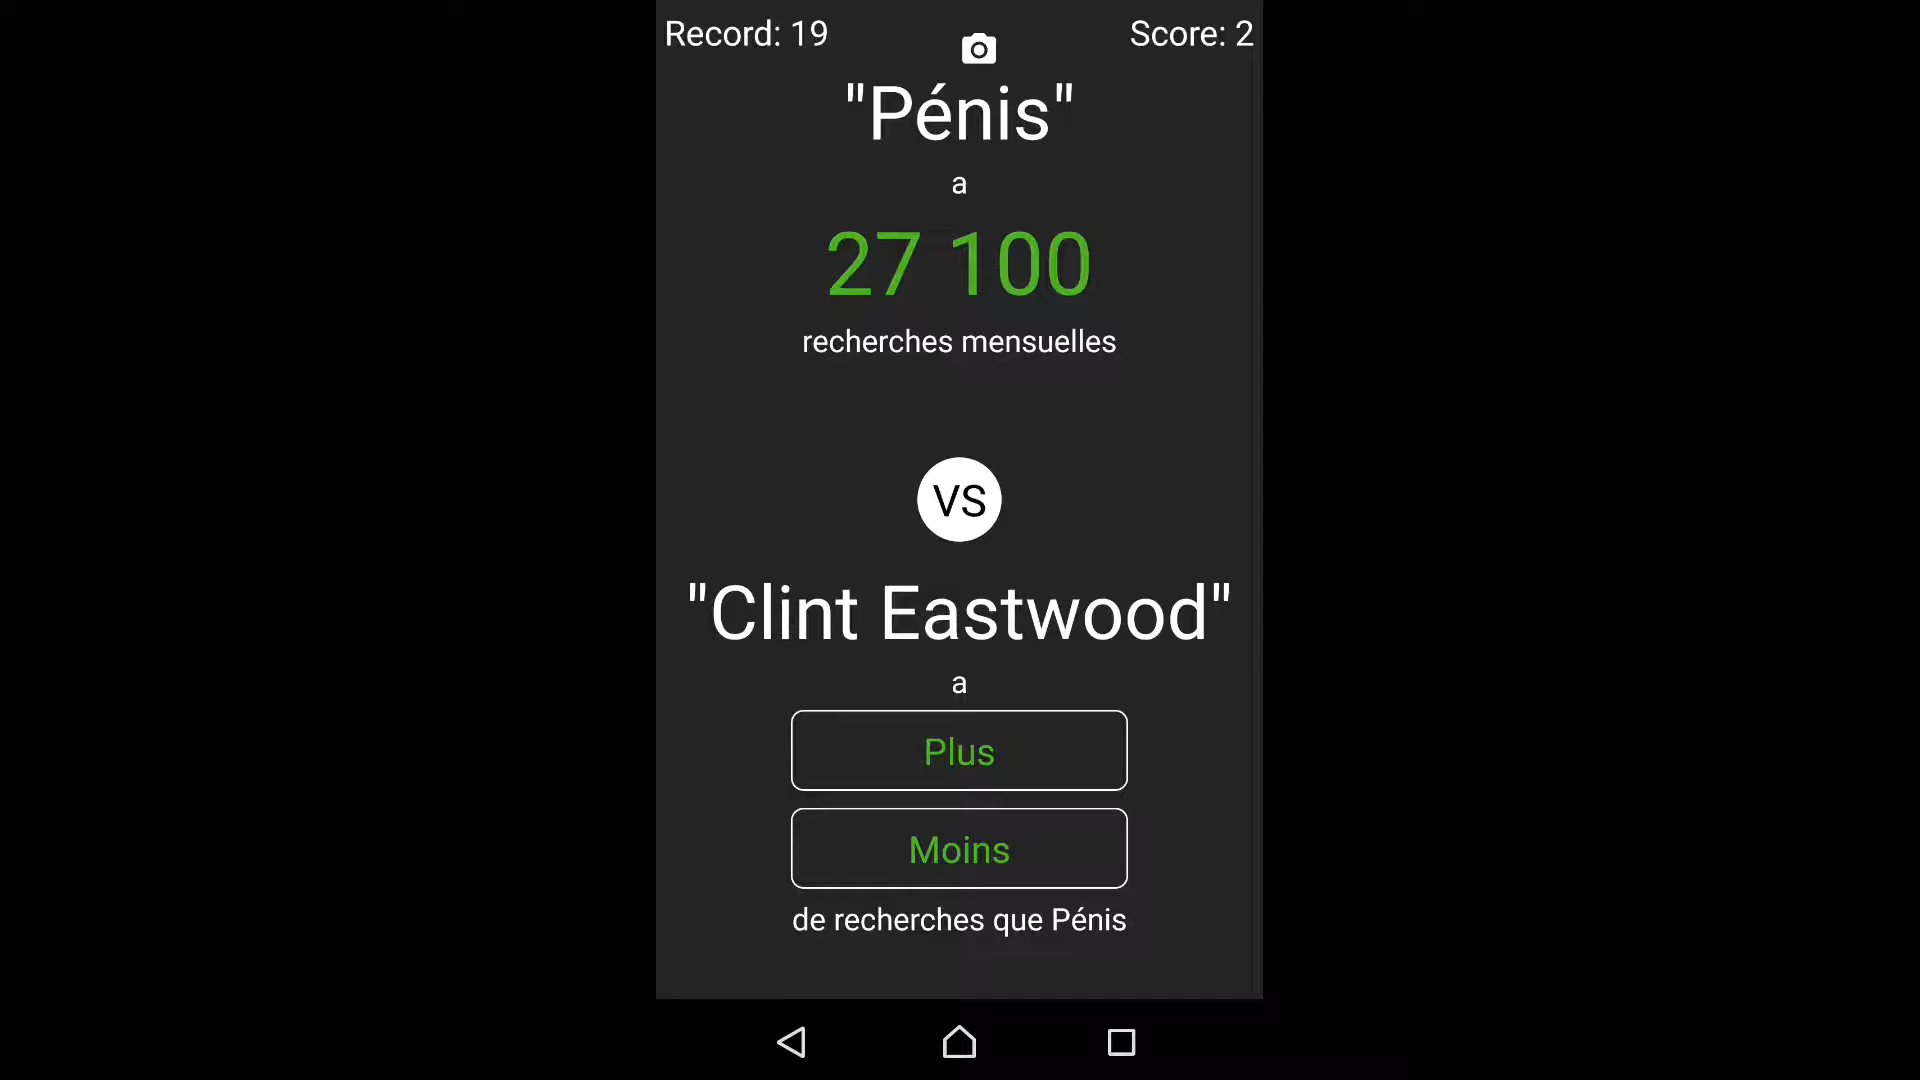 Record: 19
Score: 2
"Pénis"
a
27 100
recherches mensuelles
VS
"Clint Eastwood"
a
Plus
Moins
de recherches que Pénis